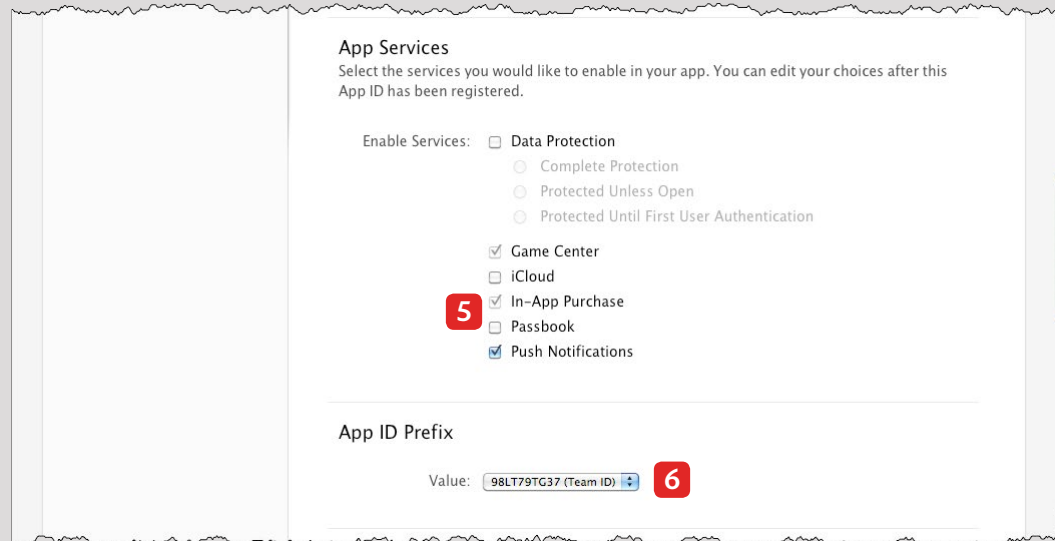 App Services
Select the services you would like to enable in your app. You can edit your choices after this
App ID has been registered.
Enable Services:
Data Protection
Complete Protection
Protected Unless Open
Protected Until First User Authentication
Game Center
iCloud
In-App Purchase
5
Passbook
Push Notifications
App ID Prefix
Value: 98LT79TG37 (Team ID) 6